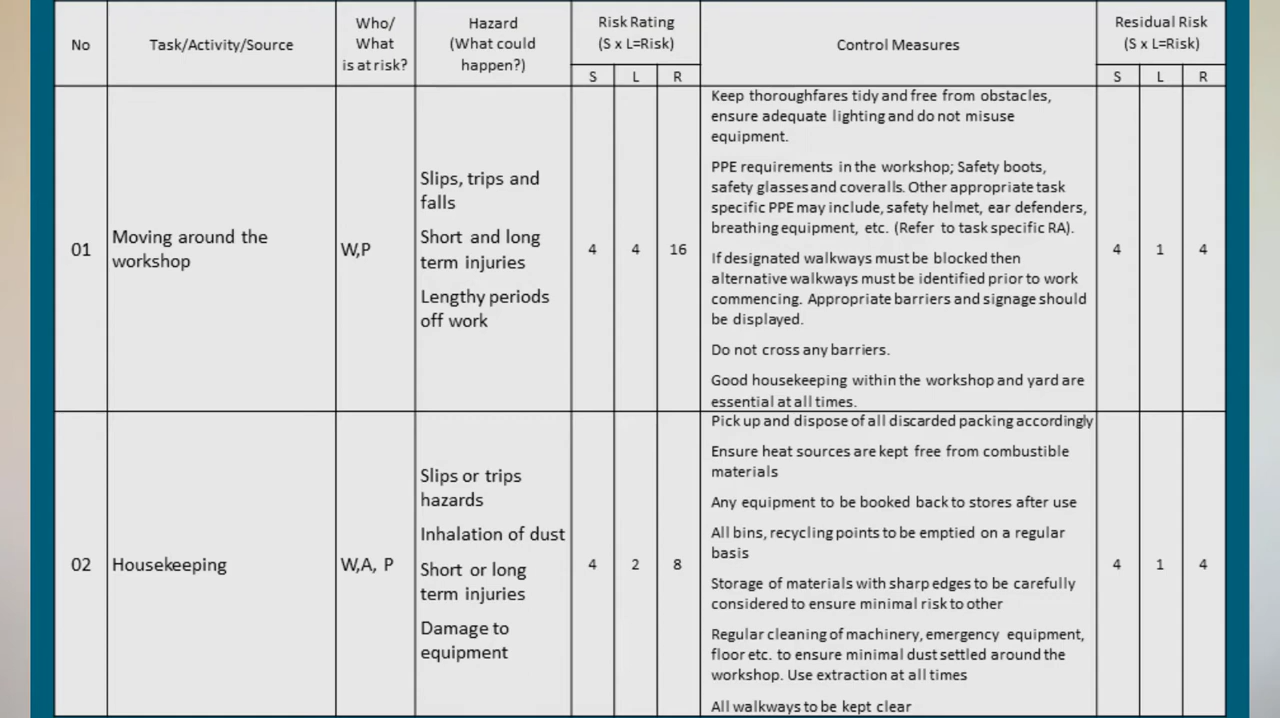 No
Task/Activity/Source
Who/
What
is at risk?
Hazard
(What could
happen?)
Risk Rating
(S x L=Risk)
Control Measures
Residual Risk
(S x L=Risk)
S
L
R
S
L
R
01
Moving around the
workshop
W,P
Slips, trips and
falls
Short and long
term injuries
Lengthy periods
off work
4
4
16
Keep thoroughfares tidy and free from obstacles,
ensure adequate lighting and do not misuse
equipment.
PPE requirements in the workshop; Safety boots,
safety glasses and coveralls. Other appropriate task
specific PPE may include, safety helmet, ear defenders,
breathing equipment, etc. (Refer to task specific RA).
If designated walkways must be blocked then
alternative walkways must be identified prior to work
commencing. Appropriate barriers and signage should
be displayed.
Do not cross any barriers.
Good housekeeping within the workshop and yard are
essential at all times.
4
1
4
02
Housekeeping
W,A, P
Slips or trips
hazards
Inhalation of dust
Short or long
term injuries
Damage to
equipment
4
2
8
Pick up and dispose of all discarded packing accordingly
Ensure heat sources are kept free from combustible
materials
Any equipment to be booked back to stores after use
All bins, recycling points to be emptied on a regular
basis
Storage of materials with sharp edges to be carefully
considered to ensure minimal risk to other
Regular cleaning of machinery, emergency equipment,
floor etc. to ensure minimal dust settled around the
workshop. Use extraction at all times
All walkways to be kept clear
4
1
4